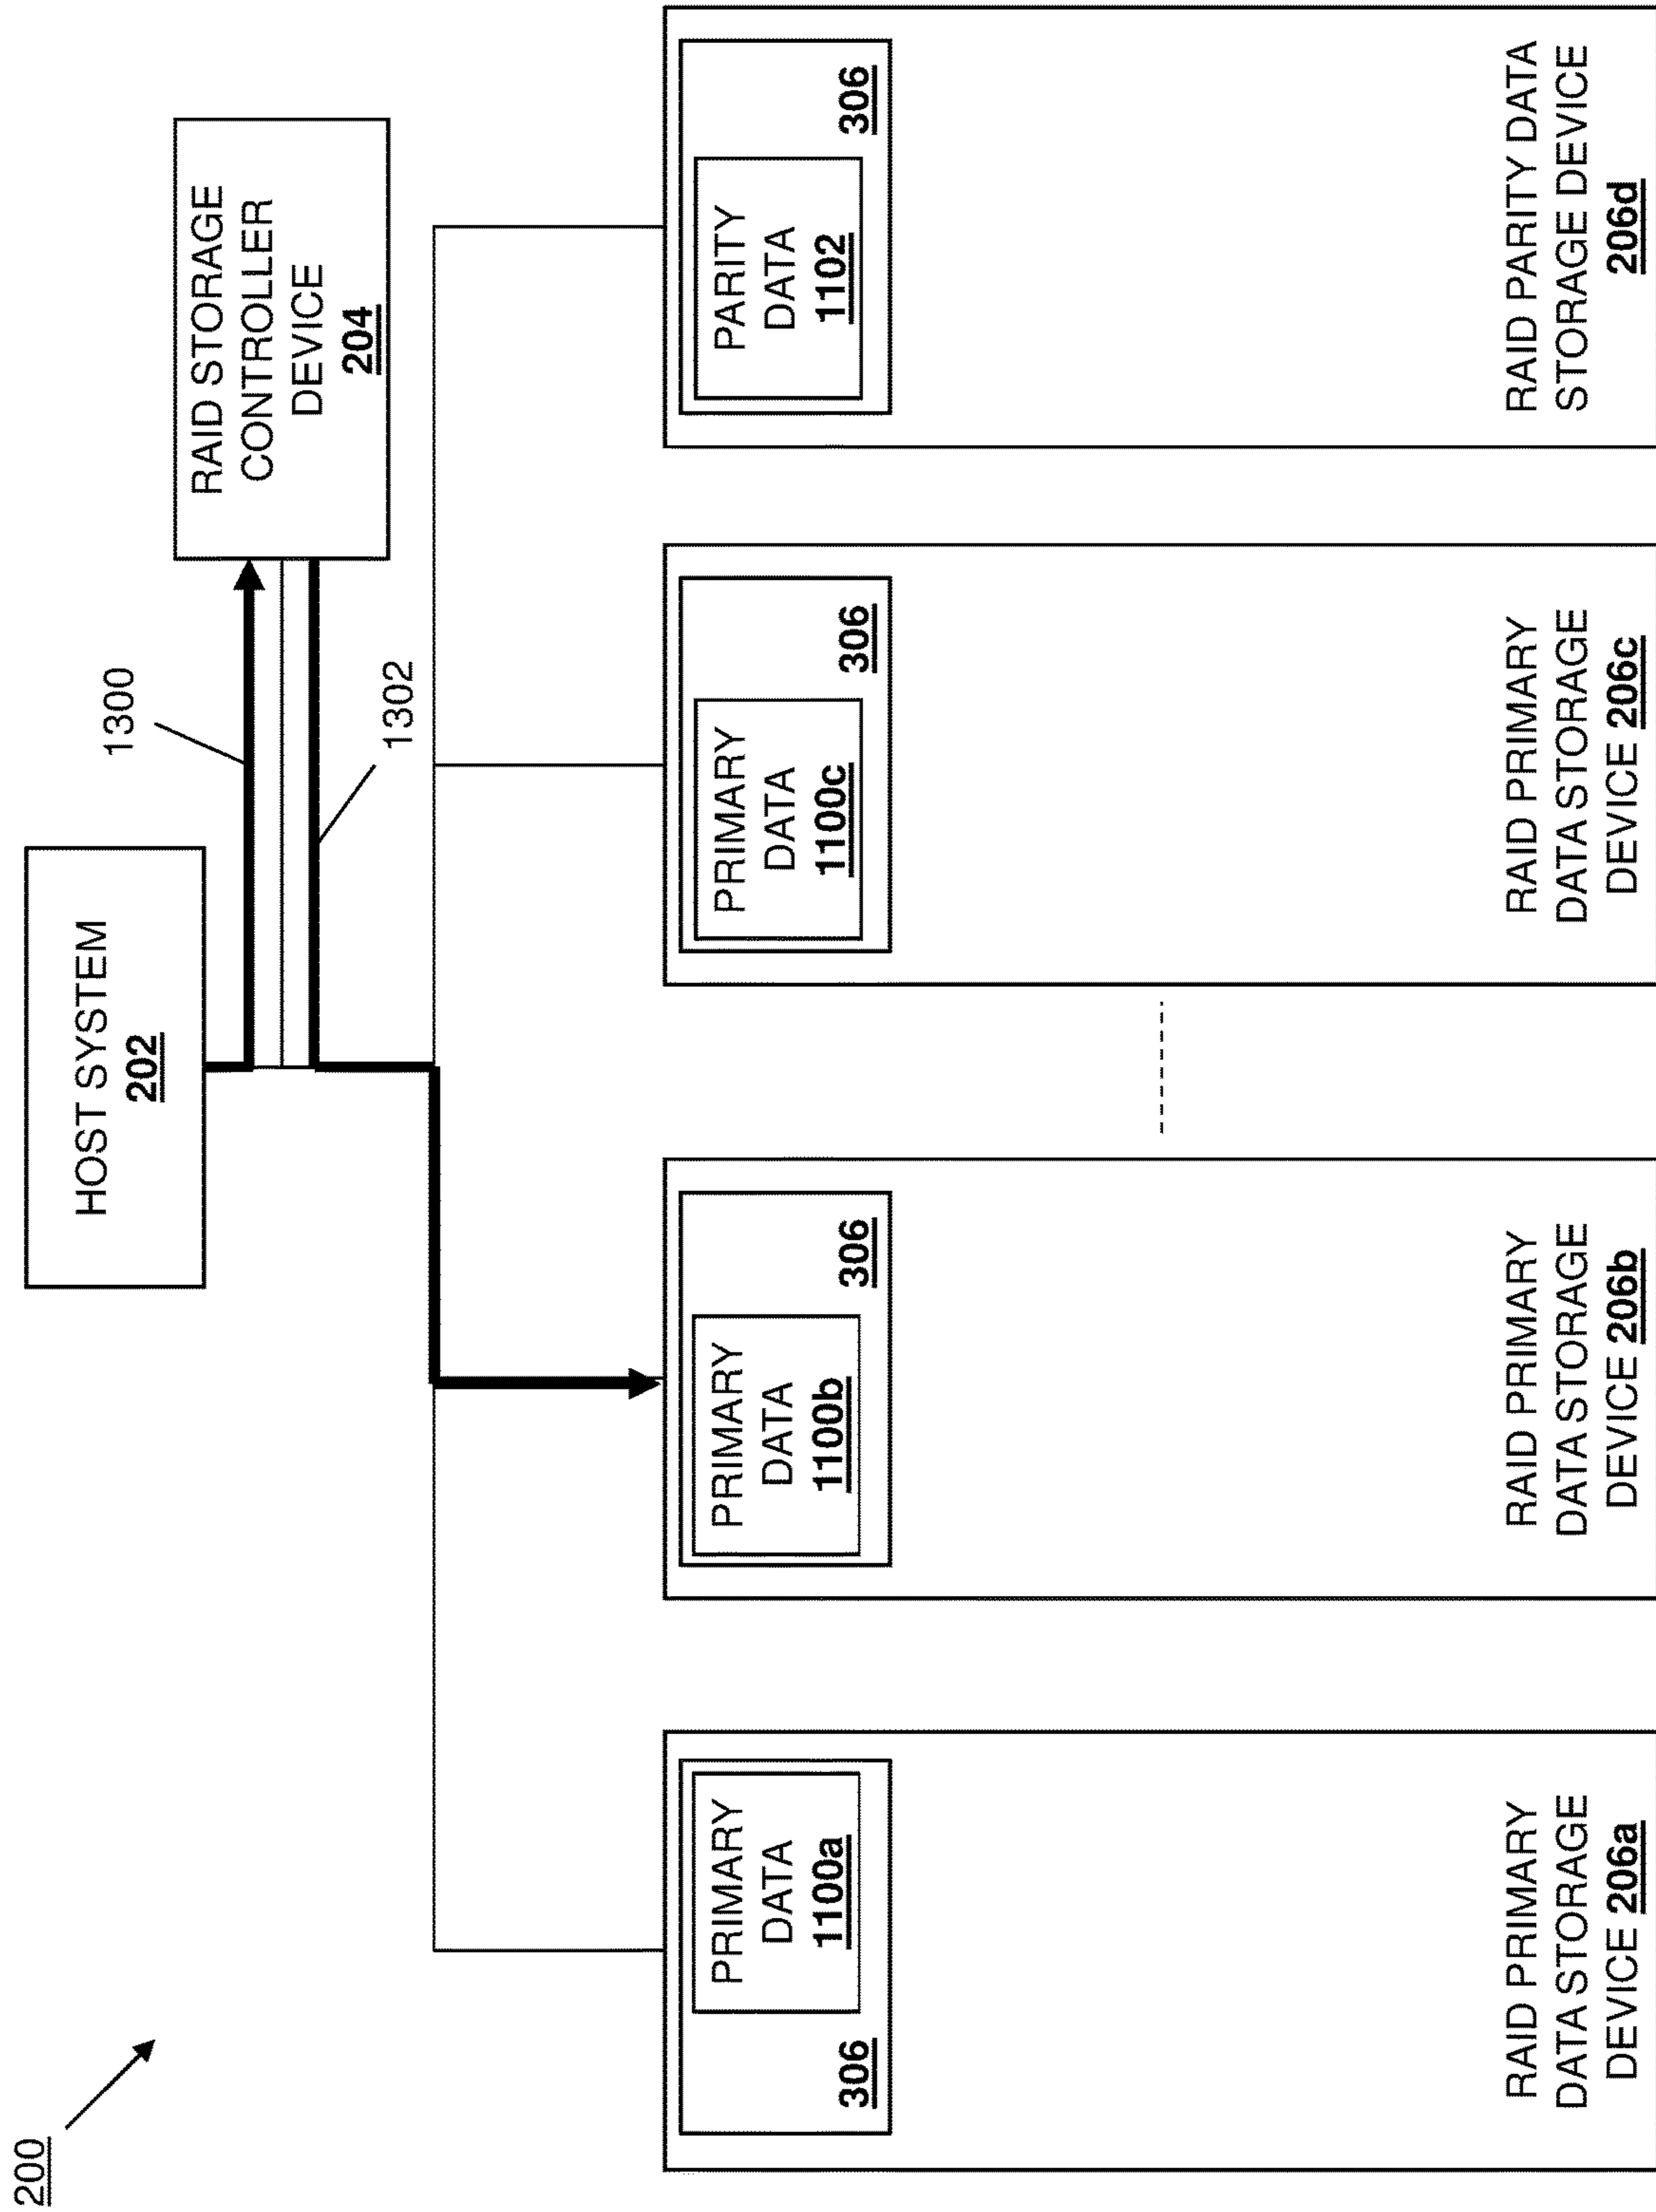 200
HOST SYSTEM
202
1300
1302
RAID STORAGE
CONTROLLER
DEVICE
204
306
PRIMARY
DATA
1100a
RAID PRIMARY
DATA STORAGE
DEVICE 206a
PRIMARY
DATA
1100b
306
RAID PRIMARY
DATA STORAGE
DEVICE 206b
PRIMARY
DATA
1100c
306
RAID PRIMARY
DATA STORAGE
DEVICE 206c
PARITY
DATA
1102
306
RAID PARITY DATA
STORAGE DEVICE
206d